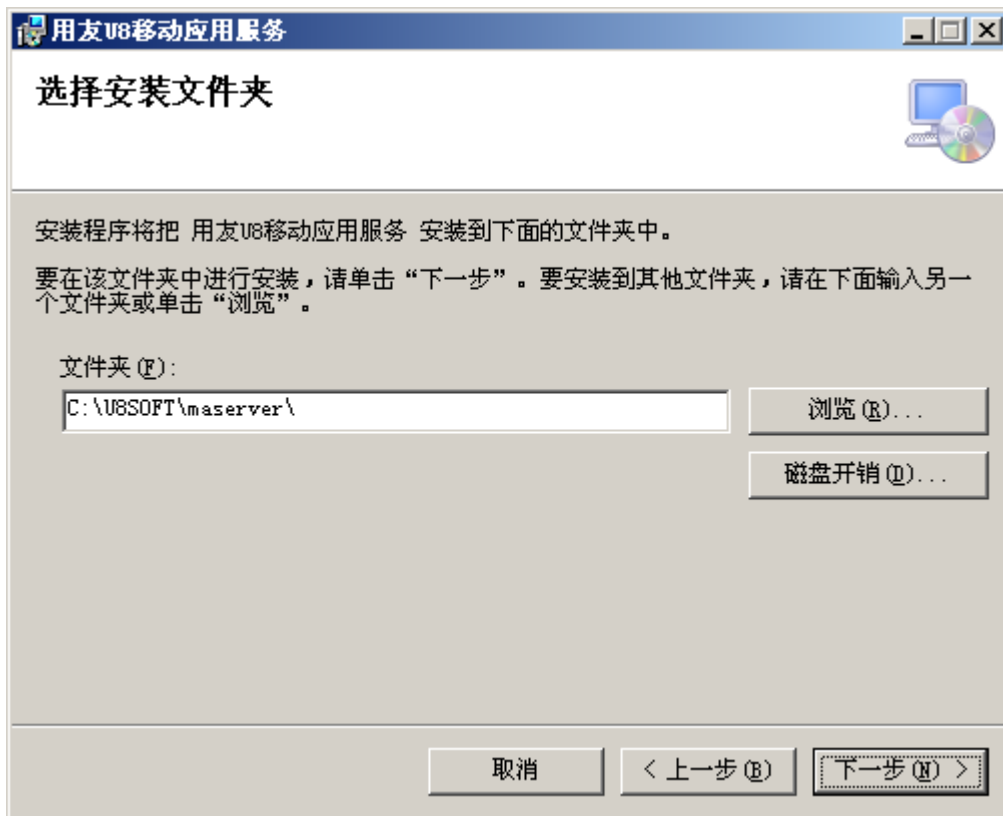 用友U8移动应用服务
选择安装文件夹
安装程序将把 用友U8移动应用服务 安装到下面的文件夹中。
要在该文件夹中进行安装，请单击“下一步”。要安装到其他文件夹，请在下面输入另一
个文件夹或单击“浏览”。
文件夹(F):
C:\U8SOFT\maserver\
浏览(R)...
磁盘开销(D)...
取消
< 上一步(B)
下一步(N) >